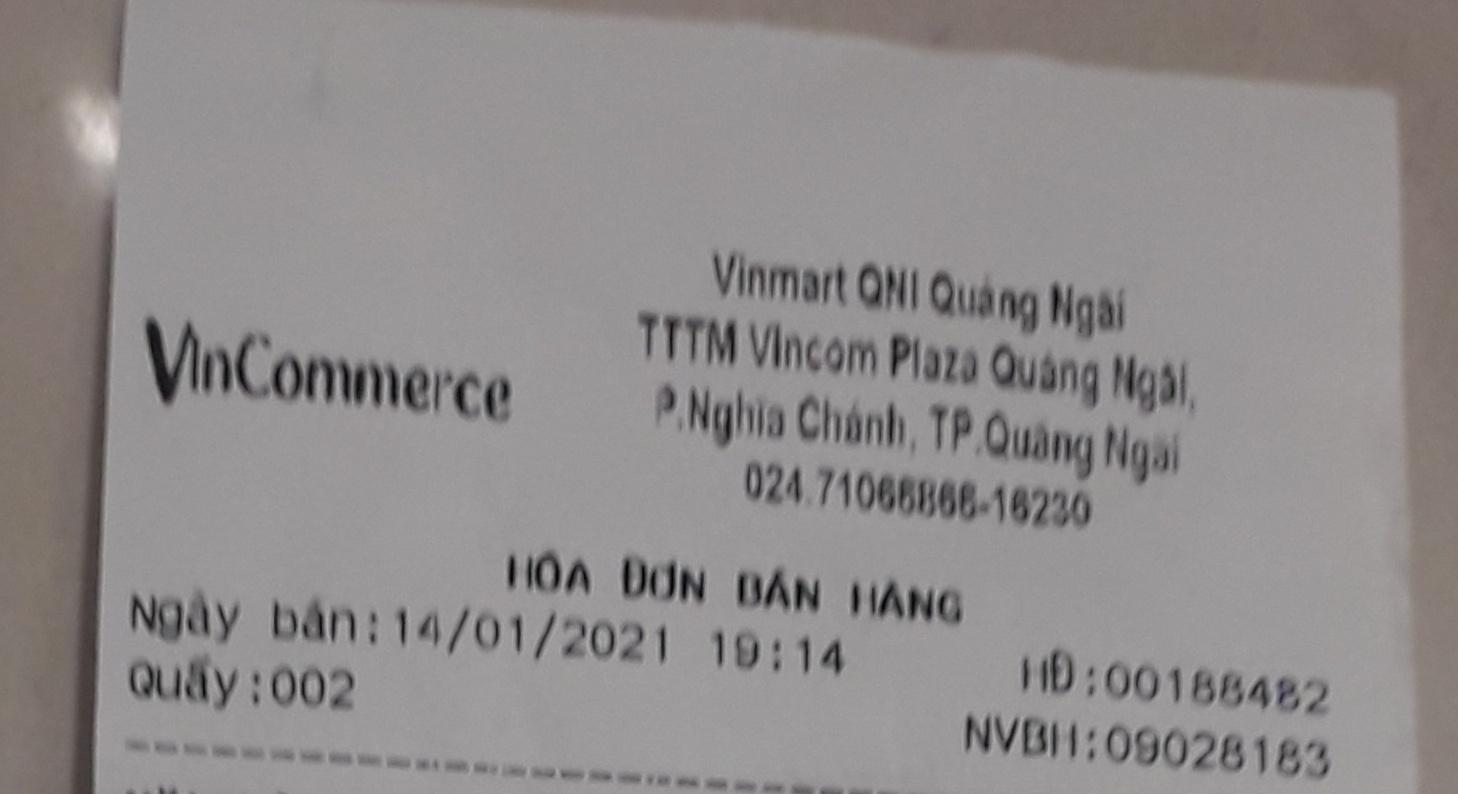 VinCommerce
Vinmart QNI Quảng Ngãi
TTTM Vincom Plaza Quảng Ngãi,
P.Nghĩa Chánh, TP.Quảng Ngãi
024.71066866-16230
HÓA ĐƠN BÁN HÀNG
Ngày bán:14/01/2021 19:14
HĐ:00188482
Quầy:002
NVBH:09028183